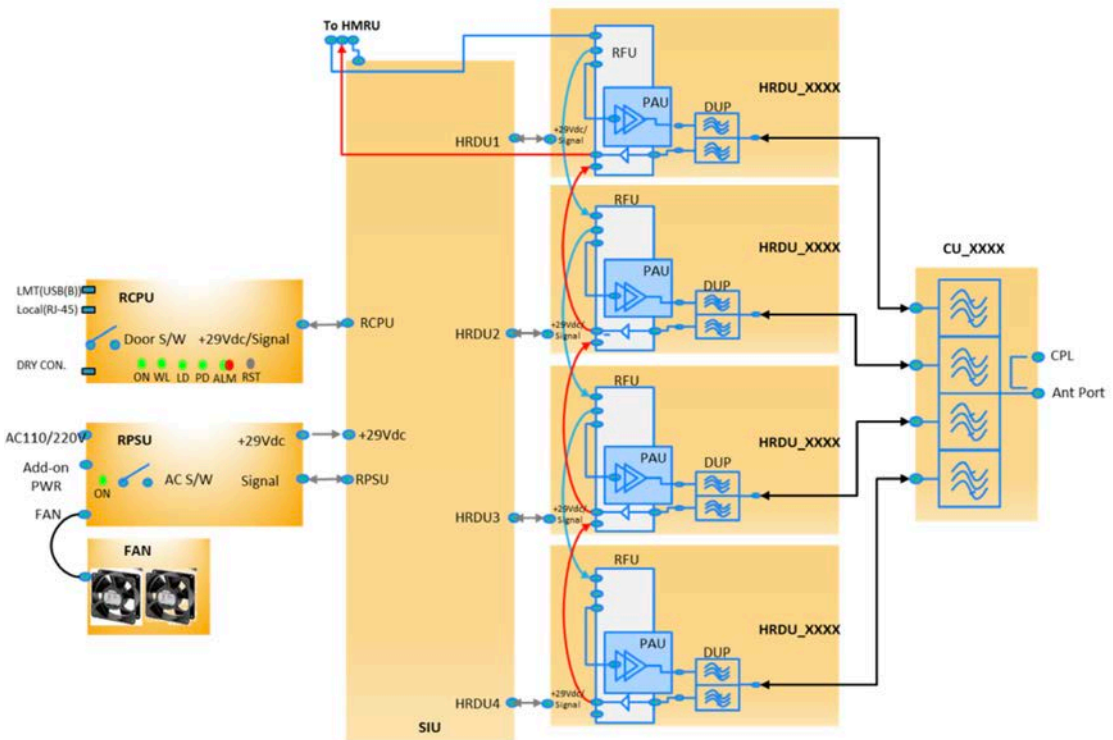 To HMRU
RFU
PAU
DUP
HRDU_XXXX
HRDU1
+29Vdc/
Signal
RFU
PAU
DUP
HRDU_XXXX
CU_XXXX
LMT(USB(B))
Local(RJ-45)
RCPU
Door S/W
+29Vdc/Signal
DRY CON.
ON WL LD PD ALM RST
RCPU
HRDU2
+29Vdc/
Signal
CPL
Ant Port
RFU
PAU
DUP
HRDU_XXXX
AC110/220V
RPSU
+29Vdc
+29Vdc
Add-on
PWR
ON
AC S/W
Signal
RPSU
FAN
HRDU3
+29Vdc/
Signal
FAN
RFU
PAU
DUP
HRDU_XXXX
HRDU4
+29Vdc/
Signal
SIU